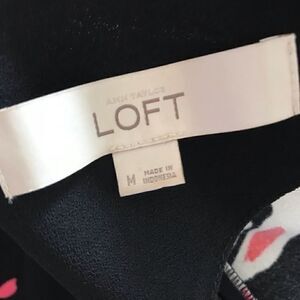 ANN TAYLOR
LOFT
M
MADE IN
INDONESIA